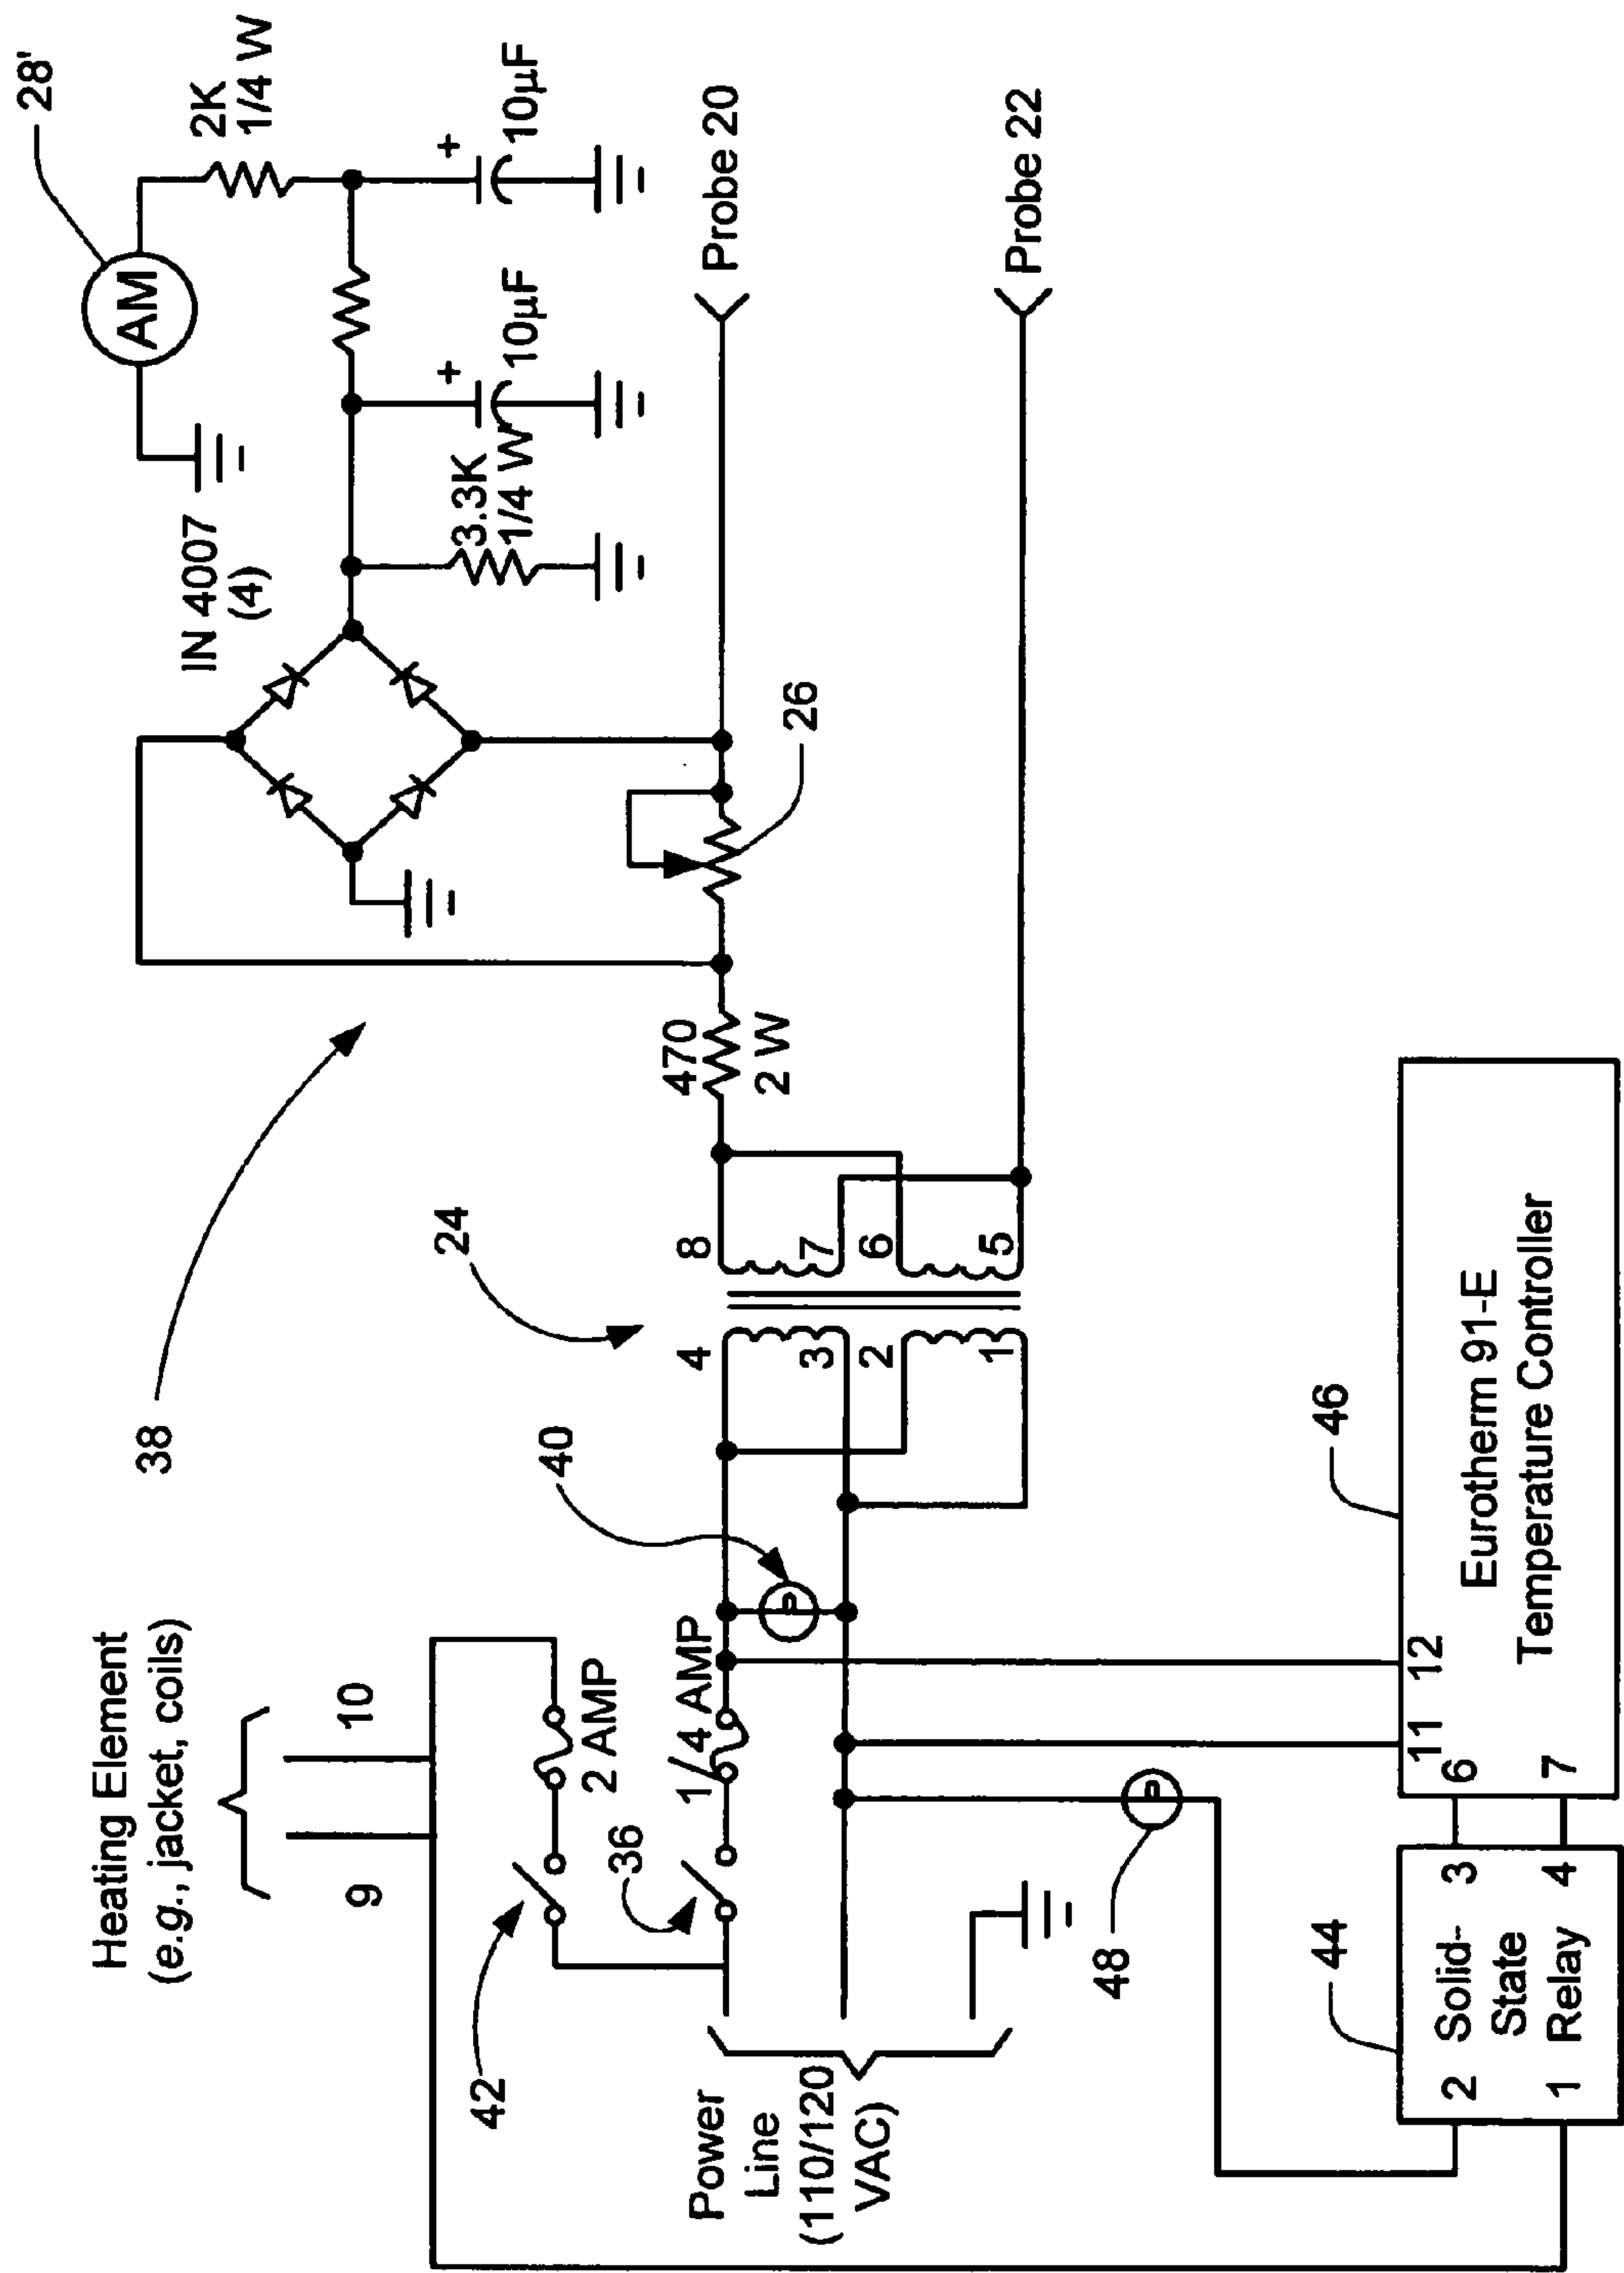 28'
AM
2K
1/4 W
IN 4007
(4)
+
10µF
+
10µF
3.3K
1/4 W
38
Probe 20
26
470
2 W
24
8
7
6
5
4
3
2
1
Probe 22
Heating Element
(e.g., jacket, coils)
9
10
42
2 AMP
36
1/4 AMP
40
P
Power
Line
(110/120
VAC)
48
P
44
2
Solid-
3
State
1
Relay
4
46
11
12
6
7
Eurotherm 91-E
Temperature Controller